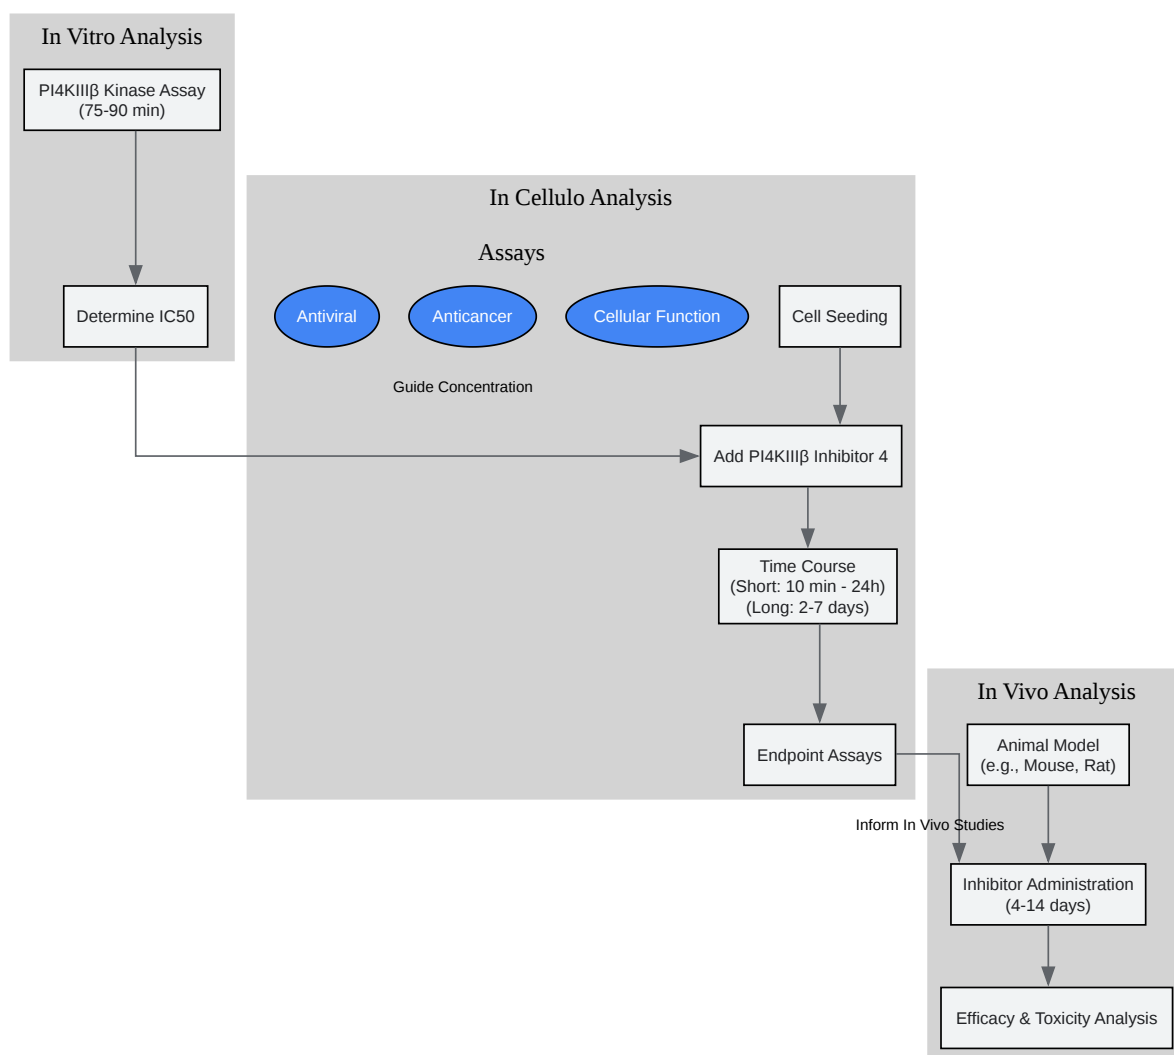 In Vitro Analysis
PI4KIIIβ Kinase Assay
(75-90 min)
Determine IC50
In Cellulo Analysis
Assays
Antiviral
Anticancer
Cellular Function
Cell Seeding
Guide Concentration
Add PI4KIIIβ Inhibitor 4
Time Course
(Short: 10 min - 24h)
(Long: 2-7 days)
Endpoint Assays
In Vivo Analysis
Animal Model
(e.g., Mouse, Rat)
Inform In Vivo Studies
Inhibitor Administration
(4-14 days)
Efficacy & Toxicity Analysis